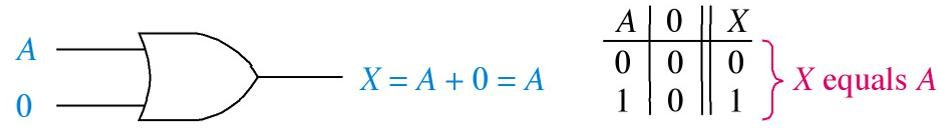 A
0
X = A + 0 = A
A 0 X
0 0 0
1 0 1
X equals A